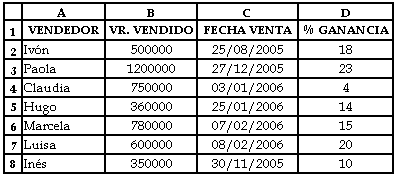 A B C D
1 VENDEDOR VR. VENDIDO FECHA VENTA % GANANCIA
2 Ivón 500000 25/08/2005 18
3 Paola 1200000 27/12/2005 23
4 Claudia 750000 03/01/2006 4
5 Hugo 360000 25/01/2006 14
6 Marcela 780000 07/02/2006 15
7 Luisa 600000 08/02/2006 20
8 Inés 350000 30/11/2005 10